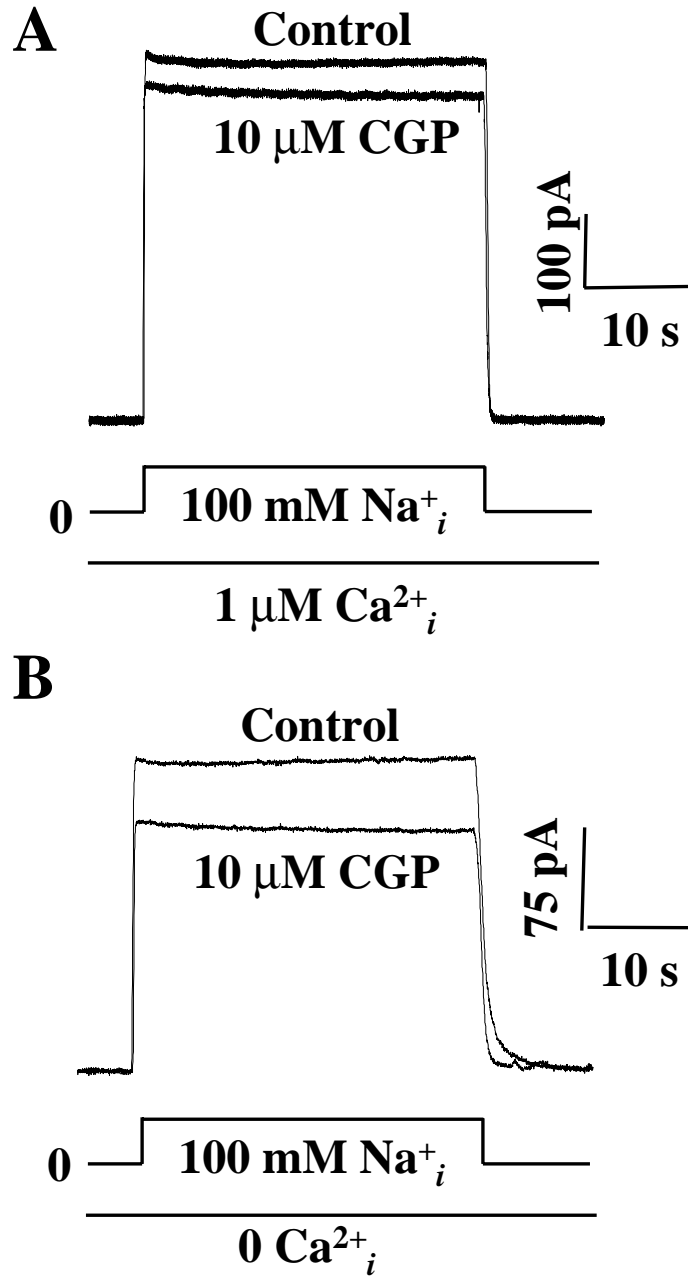 A
Control
10 μM CGP
100 pA
10 s
0
100 mM Na⁺ᵢ
1 μM Ca²⁺ᵢ
B
Control
10 μM CGP
75 pA
10 s
0
100 mM Na⁺ᵢ
0 Ca²⁺ᵢ